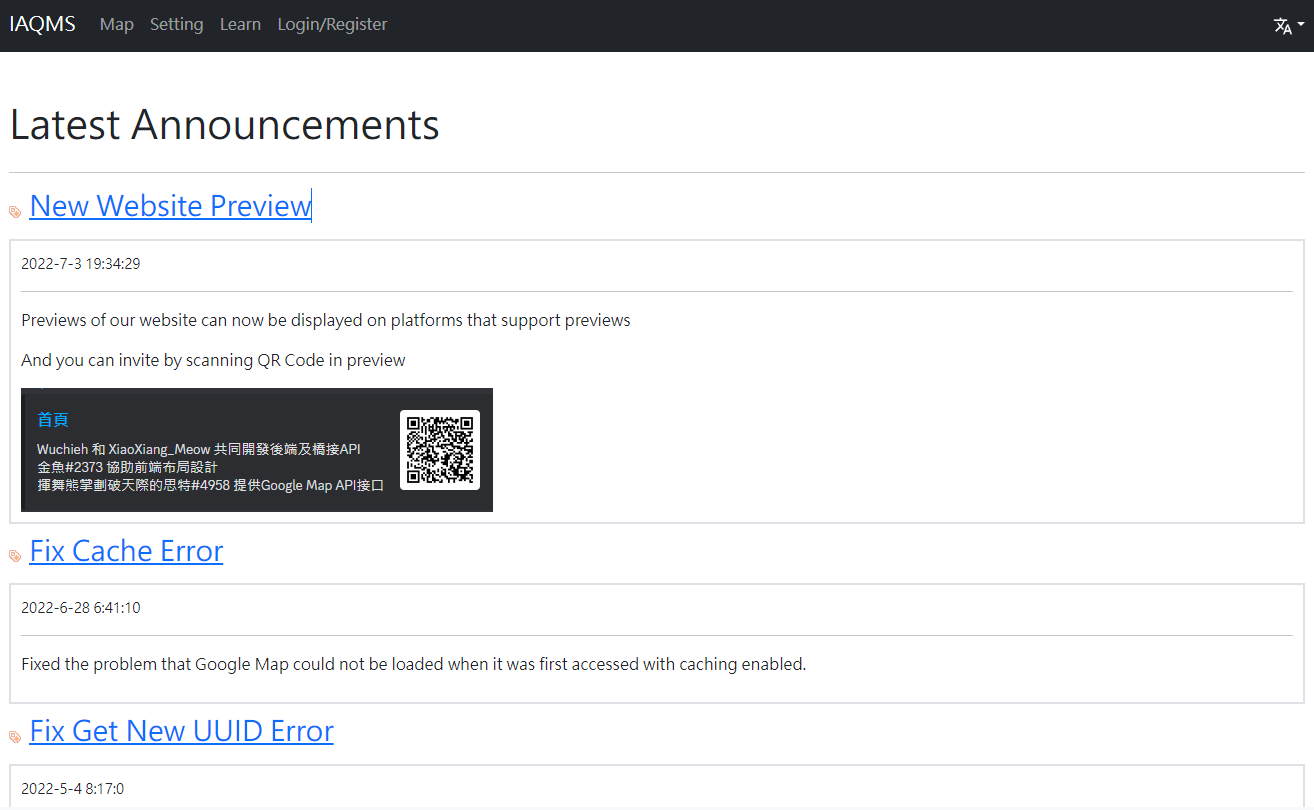 IAQMS Map Setting Learn Login/Register
Latest Announcements
New Website Preview
2022-7-3 19:34:29
Previews of our website can now be displayed on platforms that support previews
And you can invite by scanning QR Code in preview
首頁
Wuchieh 和 XiaoXiang_Meow 共同開發後端及橋接API
金魚#2373 協助前端布局設計
揮舞熊掌劃破天際的思特#4958 提供Google Map API接口
Fix Cache Error
2022-6-28 6:41:10
Fixed the problem that Google Map could not be loaded when it was first accessed with caching enabled.
Fix Get New UUID Error
2022-5-4 8:17:0